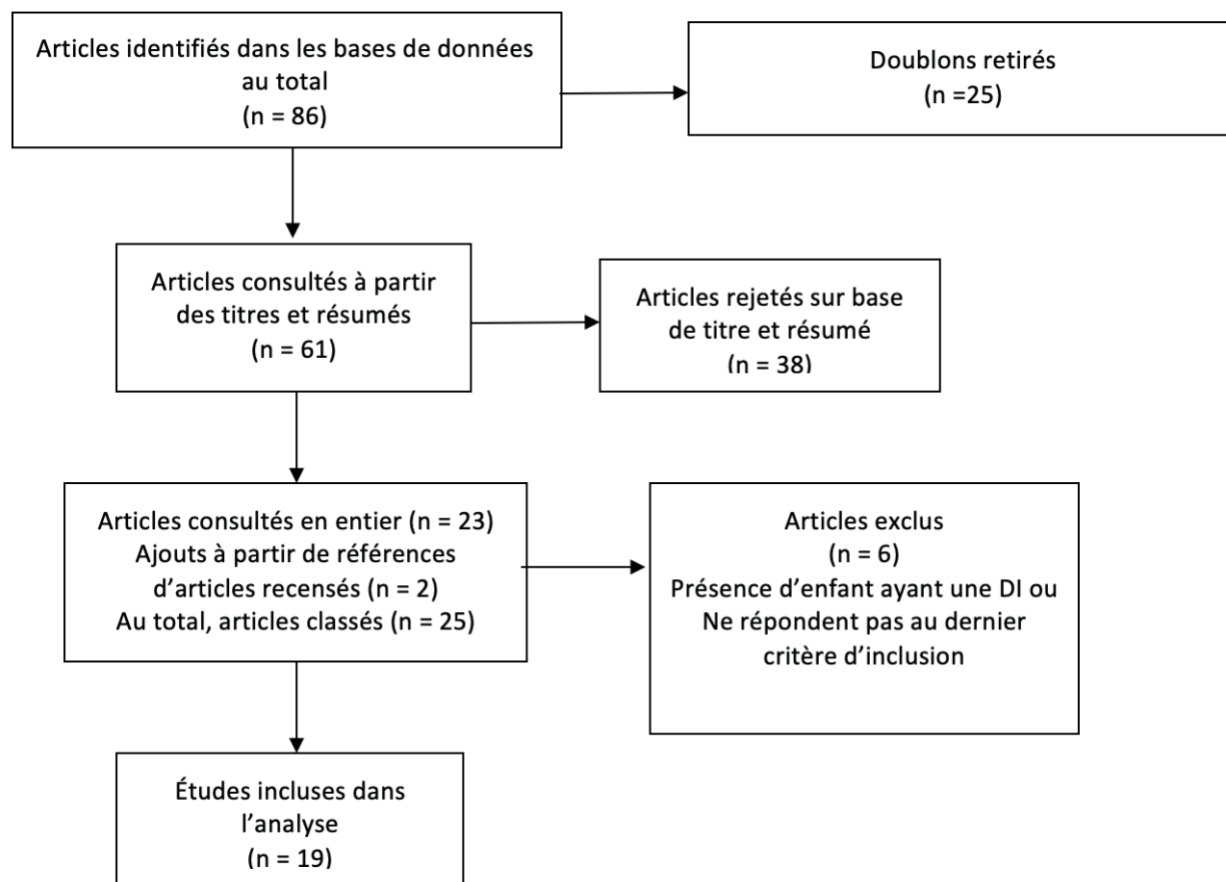 Articles identifiés dans les bases de données
au total
(n = 86)
Doublons retirés
(n =25)
Articles consultés à partir
des titres et résumés
(n = 61)
Articles rejetés sur base
de titre et résumé
(n = 38)
Articles consultés en entier (n = 23)
Ajouts à partir de références
d’articles recensés (n = 2)
Au total, articles classés (n = 25)
Articles exclus
(n = 6)
Présence d’enfant ayant une DI ou
Ne répondent pas au dernier
critère d’inclusion
Études incluses dans
l’analyse
(n = 19)